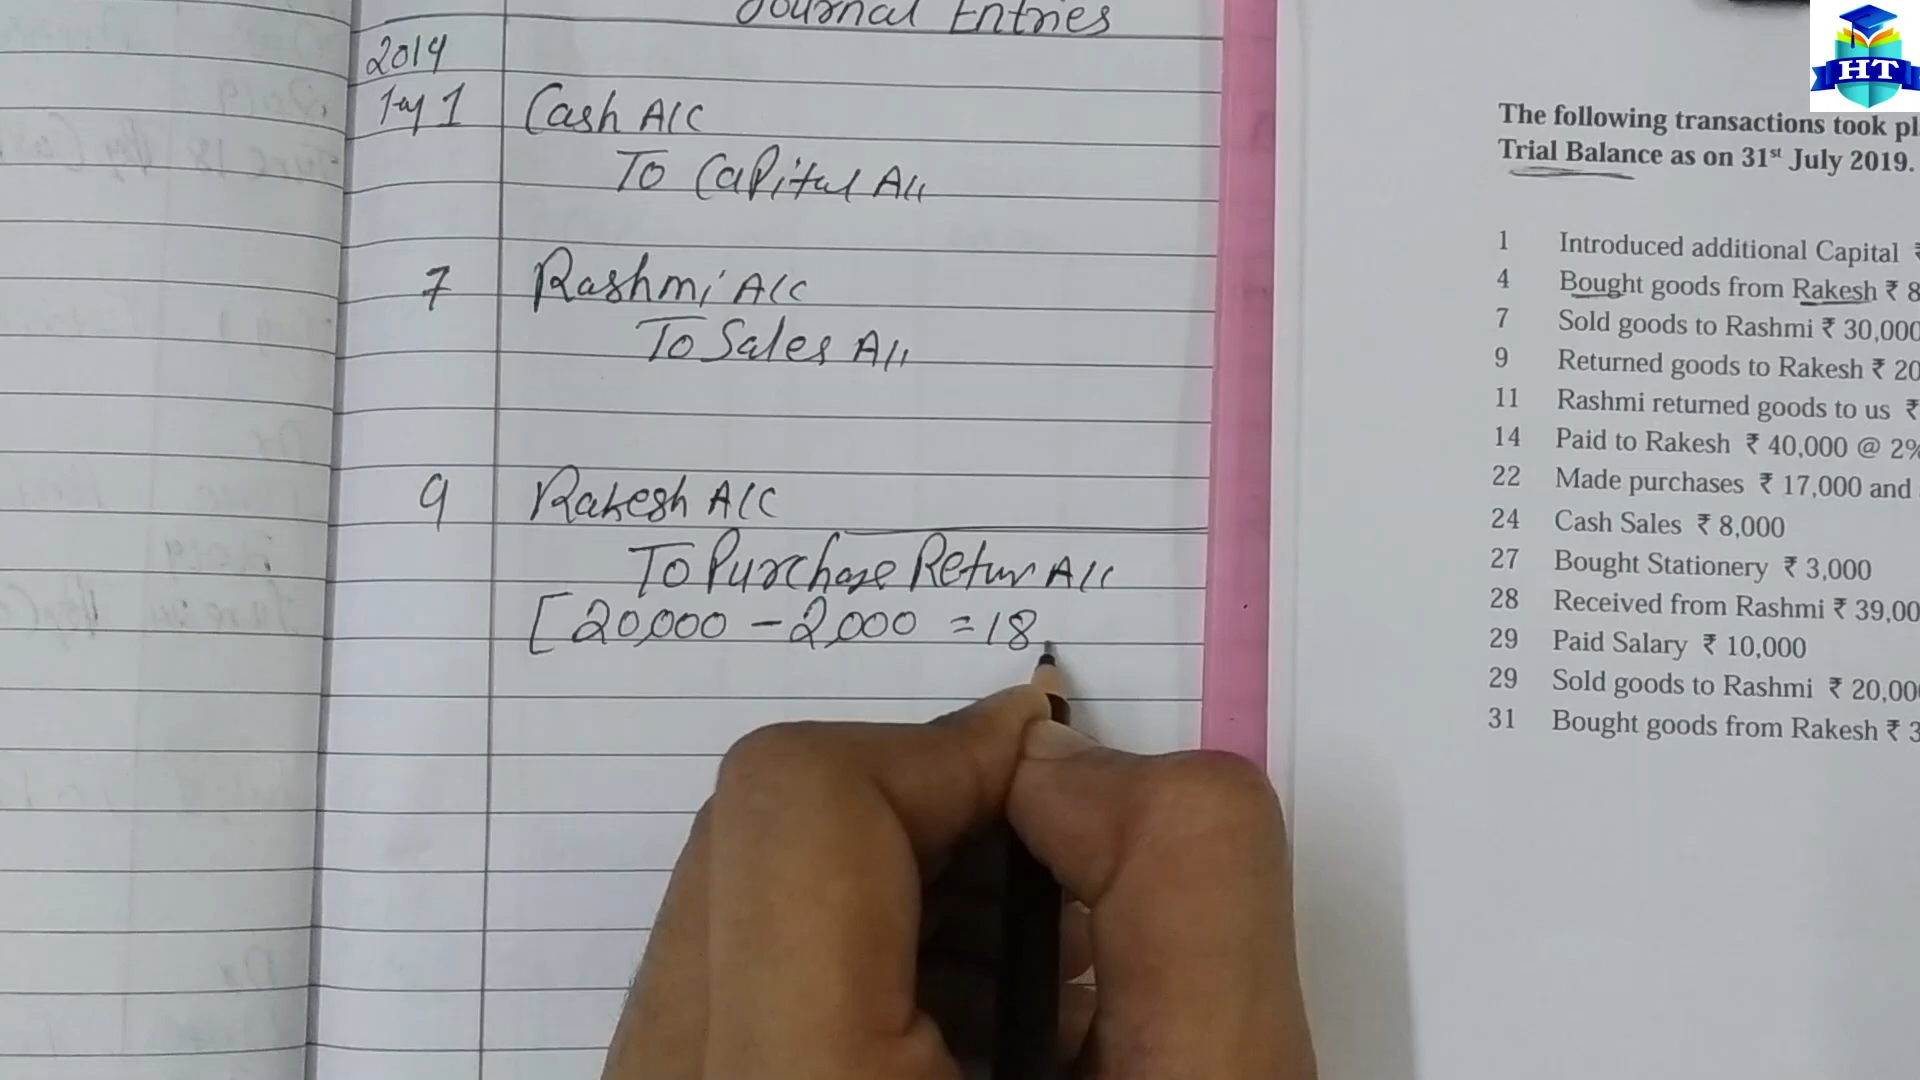 Journal Entries
2019
July 1 Cash A/C
To Capital A/c
7 Rashmi A/C
To Sales A/c
9 Rakesh A/C
To Purchase Retur A/C
[20,000 - 2,000 = 18
HT
The following transactions took pl
Trial Balance as on 31st July 2019.
1 Introduced additional Capital ₹
4 Bought goods from Rakesh ₹ 8
7 Sold goods to Rashmi ₹ 30,000
9 Returned goods to Rakesh ₹ 20
11 Rashmi returned goods to us ₹
14 Paid to Rakesh ₹ 40,000 @ 2%
22 Made purchases ₹ 17,000 and
24 Cash Sales ₹ 8,000
27 Bought Stationery ₹ 3,000
28 Received from Rashmi ₹ 39,00
29 Paid Salary ₹ 10,000
29 Sold goods to Rashmi ₹ 20,00
31 Bought goods from Rakesh ₹ 3